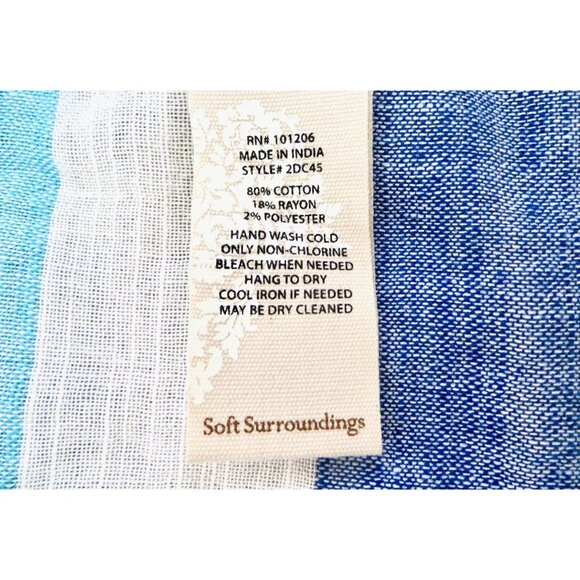 RN# 101206
MADE IN INDIA
STYLE# 2DC45
80% COTTON
18% RAYON
2% POLYESTER
HAND WASH COLD
ONLY NON-CHLORINE
BLEACH WHEN NEEDED
HANG TO DRY
COOL IRON IF NEEDED
MAY BE DRY CLEANED
Soft Surroundings